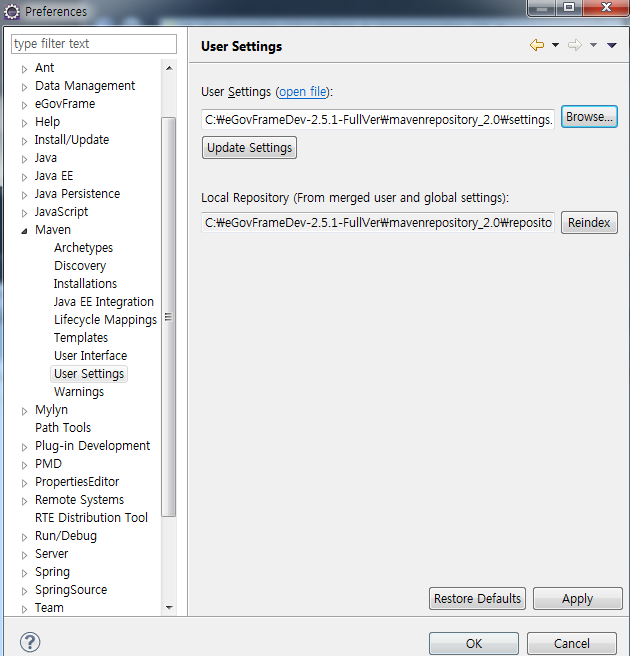 Preferences
type filter text
Ant
Data Management
eGovFrame
Help
Install/Update
Java
Java EE
Java Persistence
JavaScript
Maven
Archetypes
Discovery
Installations
Java EE Integration
Lifecycle Mappings
Templates
User Interface
User Settings
Warnings
Mylyn
Path Tools
Plug-in Development
PMD
PropertiesEditor
Remote Systems
RTE Distribution Tool
Run/Debug
Server
Spring
SpringSource
Team
User Settings
User Settings (open file):
C:₩eGovFrameDev-2.5.1-FullVer₩mavenrepository_2.0₩settings. Browse...
Update Settings
Local Repository (From merged user and global settings):
C:₩eGovFrameDev-2.5.1-FullVer₩mavenrepository_2.0₩reposito Reindex
Restore Defaults Apply
? OK Cancel